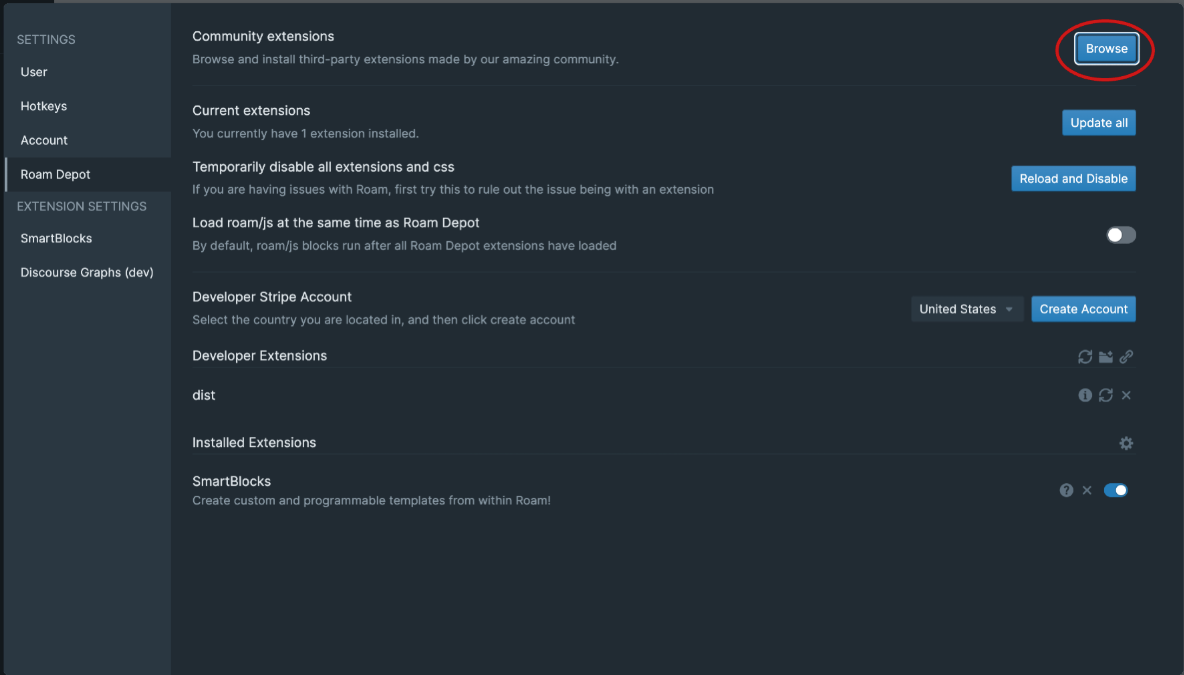 SETTINGS
User
Hotkeys
Account
Roam Depot
EXTENSION SETTINGS
SmartBlocks
Discourse Graphs (dev)
Community extensions
Browse and install third-party extensions made by our amazing community.
Browse
Current extensions
You currently have 1 extension installed.
Update all
Temporarily disable all extensions and css
If you are having issues with Roam, first try this to rule out the issue being with an extension
Reload and Disable
Load roam/js at the same time as Roam Depot
By default, roam/js blocks run after all Roam Depot extensions have loaded
Developer Stripe Account
Select the country you are located in, and then click create account
United States
Create Account
Developer Extensions
dist
Installed Extensions
SmartBlocks
Create custom and programmable templates from within Roam!